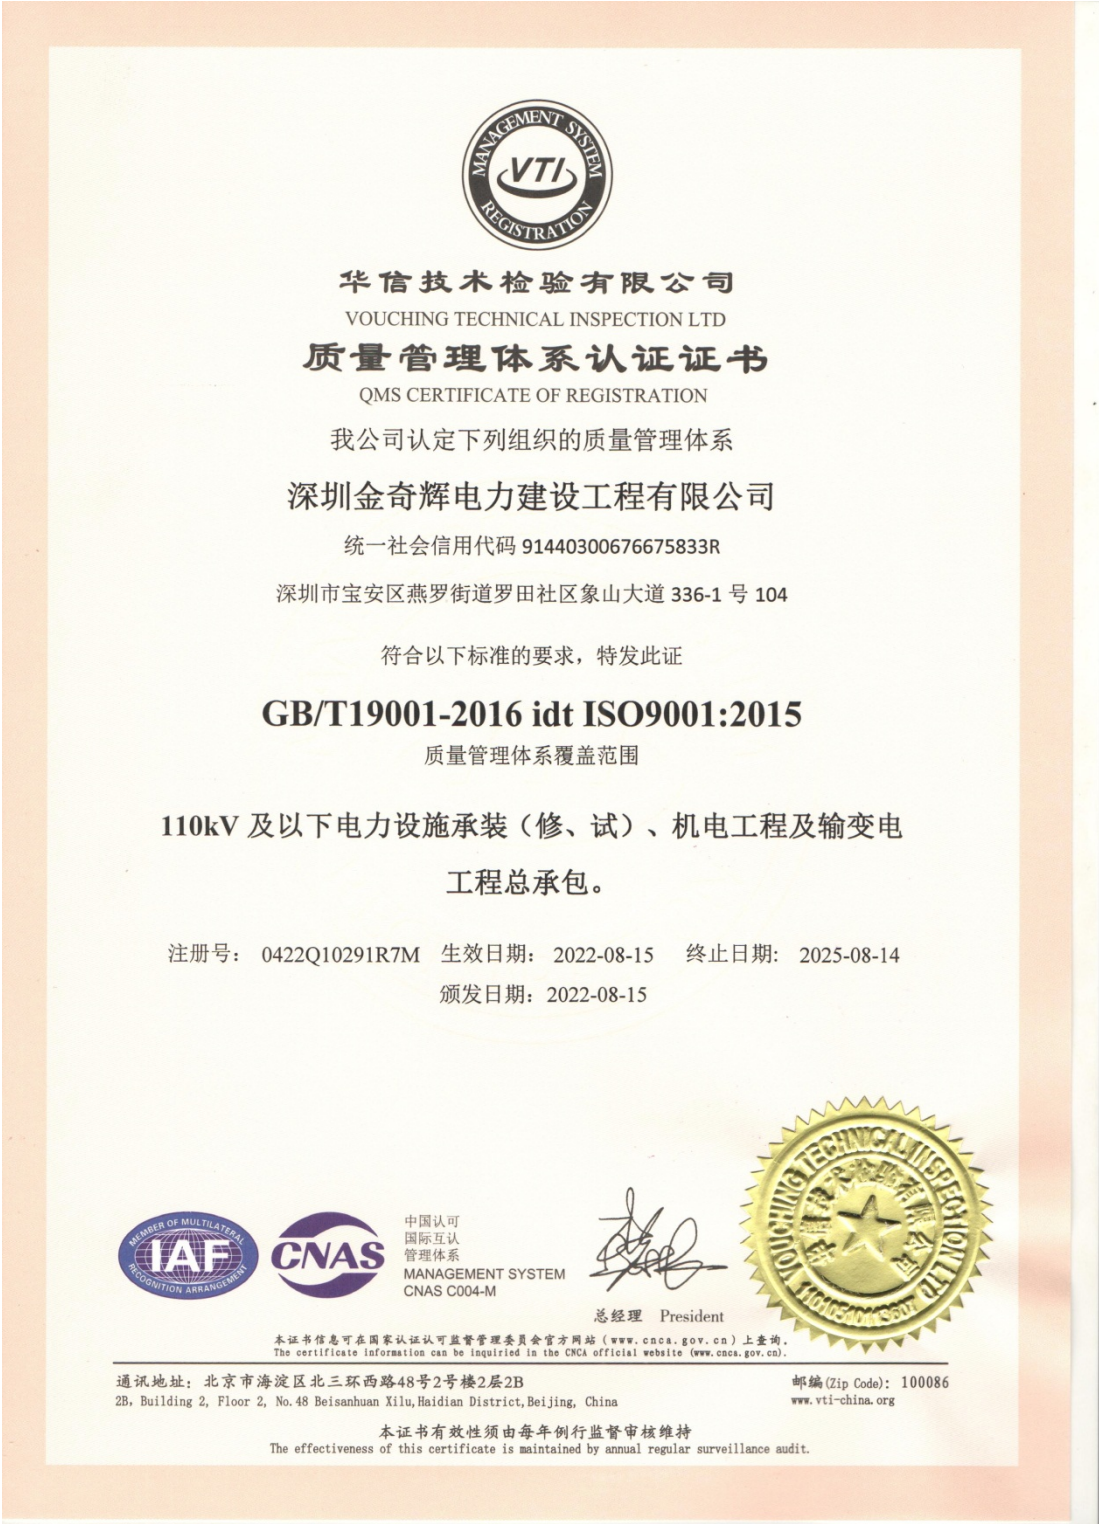 MANAGEMENT SYSTEM
VTI
REGISTRATION
华信技术检验有限公司
VOUCHING TECHNICAL INSPECTION LTD
质量管理体系认证证书
QMS CERTIFICATE OF REGISTRATION
我公司认定下列组织的质量管理体系
深圳金奇辉电力建设工程有限公司
统一社会信用代码 91440300676675833R
深圳市宝安区燕罗街道罗田社区象山大道 336-1 号 104
符合以下标准的要求，特发此证
GB/T19001-2016 idt ISO9001:2015
质量管理体系覆盖范围
110kV 及以下电力设施承装（修、试）、机电工程及输变电
工程总承包。
注册号： 0422Q10291R7M 生效日期： 2022-08-15 终止日期: 2025-08-14
颁发日期：2022-08-15
MEMBER OF MULTILATERAL
IAF
RECOGNITION ARRANGEMENT
CNAS
中国认可
国际互认
管理体系
MANAGEMENT SYSTEM
CNAS C004-M
VOUCHING TECHNICAL INSPECTION LTD
华信技术检验有限公司
总经理 President
本证书信息可在国家认证认可监督管理委员会官方网站（www.cnca.gov.cn）上查询。
The certificate information can be inquiried in the CNCA official website (www.cnca.gov.cn).
通讯地址：北京市海淀区北三环西路48号2号楼2层2B
邮编(Zip Code)：100086
2B, Building 2, Floor 2, No.48 Beisanhuan Xilu,Haidian District,Beijing, China
www.vti-china.org
本证书有效性须由每年例行监督审核维持
The effectiveness of this certificate is maintained by annual regular surveillance audit.